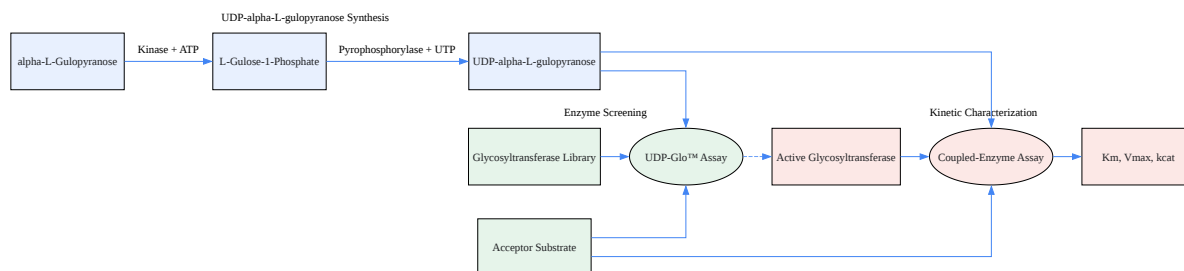 UDP-alpha-L-gulopyranose Synthesis
alpha-L-Gulopyranose
Kinase + ATP
L-Gulose-1-Phosphate
Pyrophosphorylase + UTP
UDP-alpha-L-gulopyranose
Enzyme Screening
Kinetic Characterization
Glycosyltransferase Library
UDP-Glo™ Assay
Active Glycosyltransferase
Coupled-Enzyme Assay
Km, Vmax, kcat
Acceptor Substrate